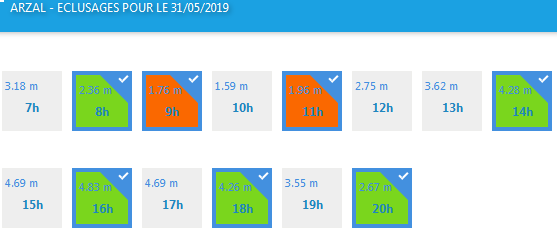 ARZAL - ECLUSAGES POUR LE 31/05/2019
3.18 m 2.36 m 1.76 m 1.59 m 1.96 m 2.75 m 3.62 m 4.28 m
7h 8h 9h 10h 11h 12h 13h 14h
4.69 m 4.83 m 4.69 m 4.26 m 3.55 m 2.67 m
15h 16h 17h 18h 19h 20h